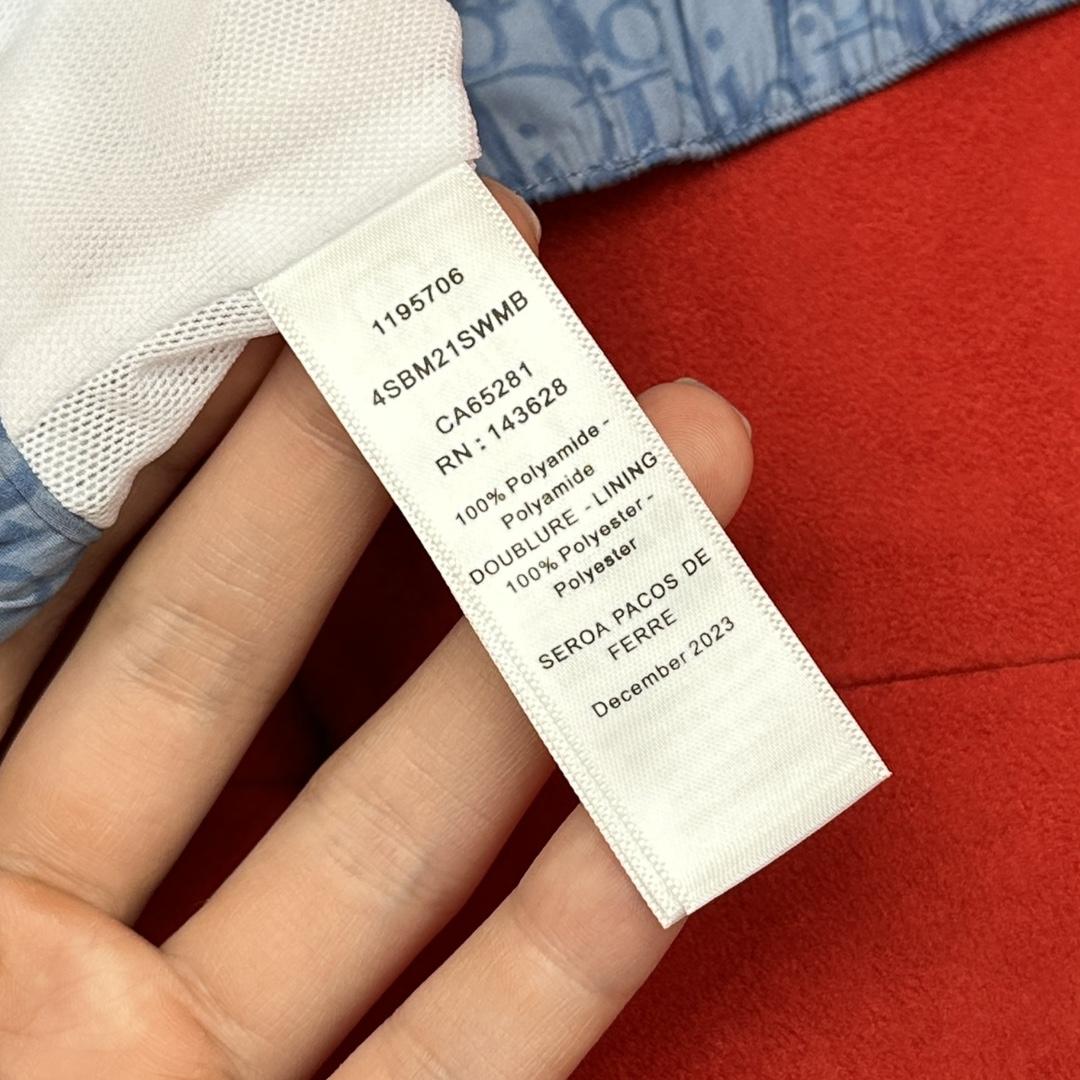 1195706
4SBM21SWMB
CA65281
RN : 143628
100% Polyamide -
Polyamide
DOUBLURE - LINING
100% Polyester -
Polyester
SEROA PACOS DE
FERRE
December 2023